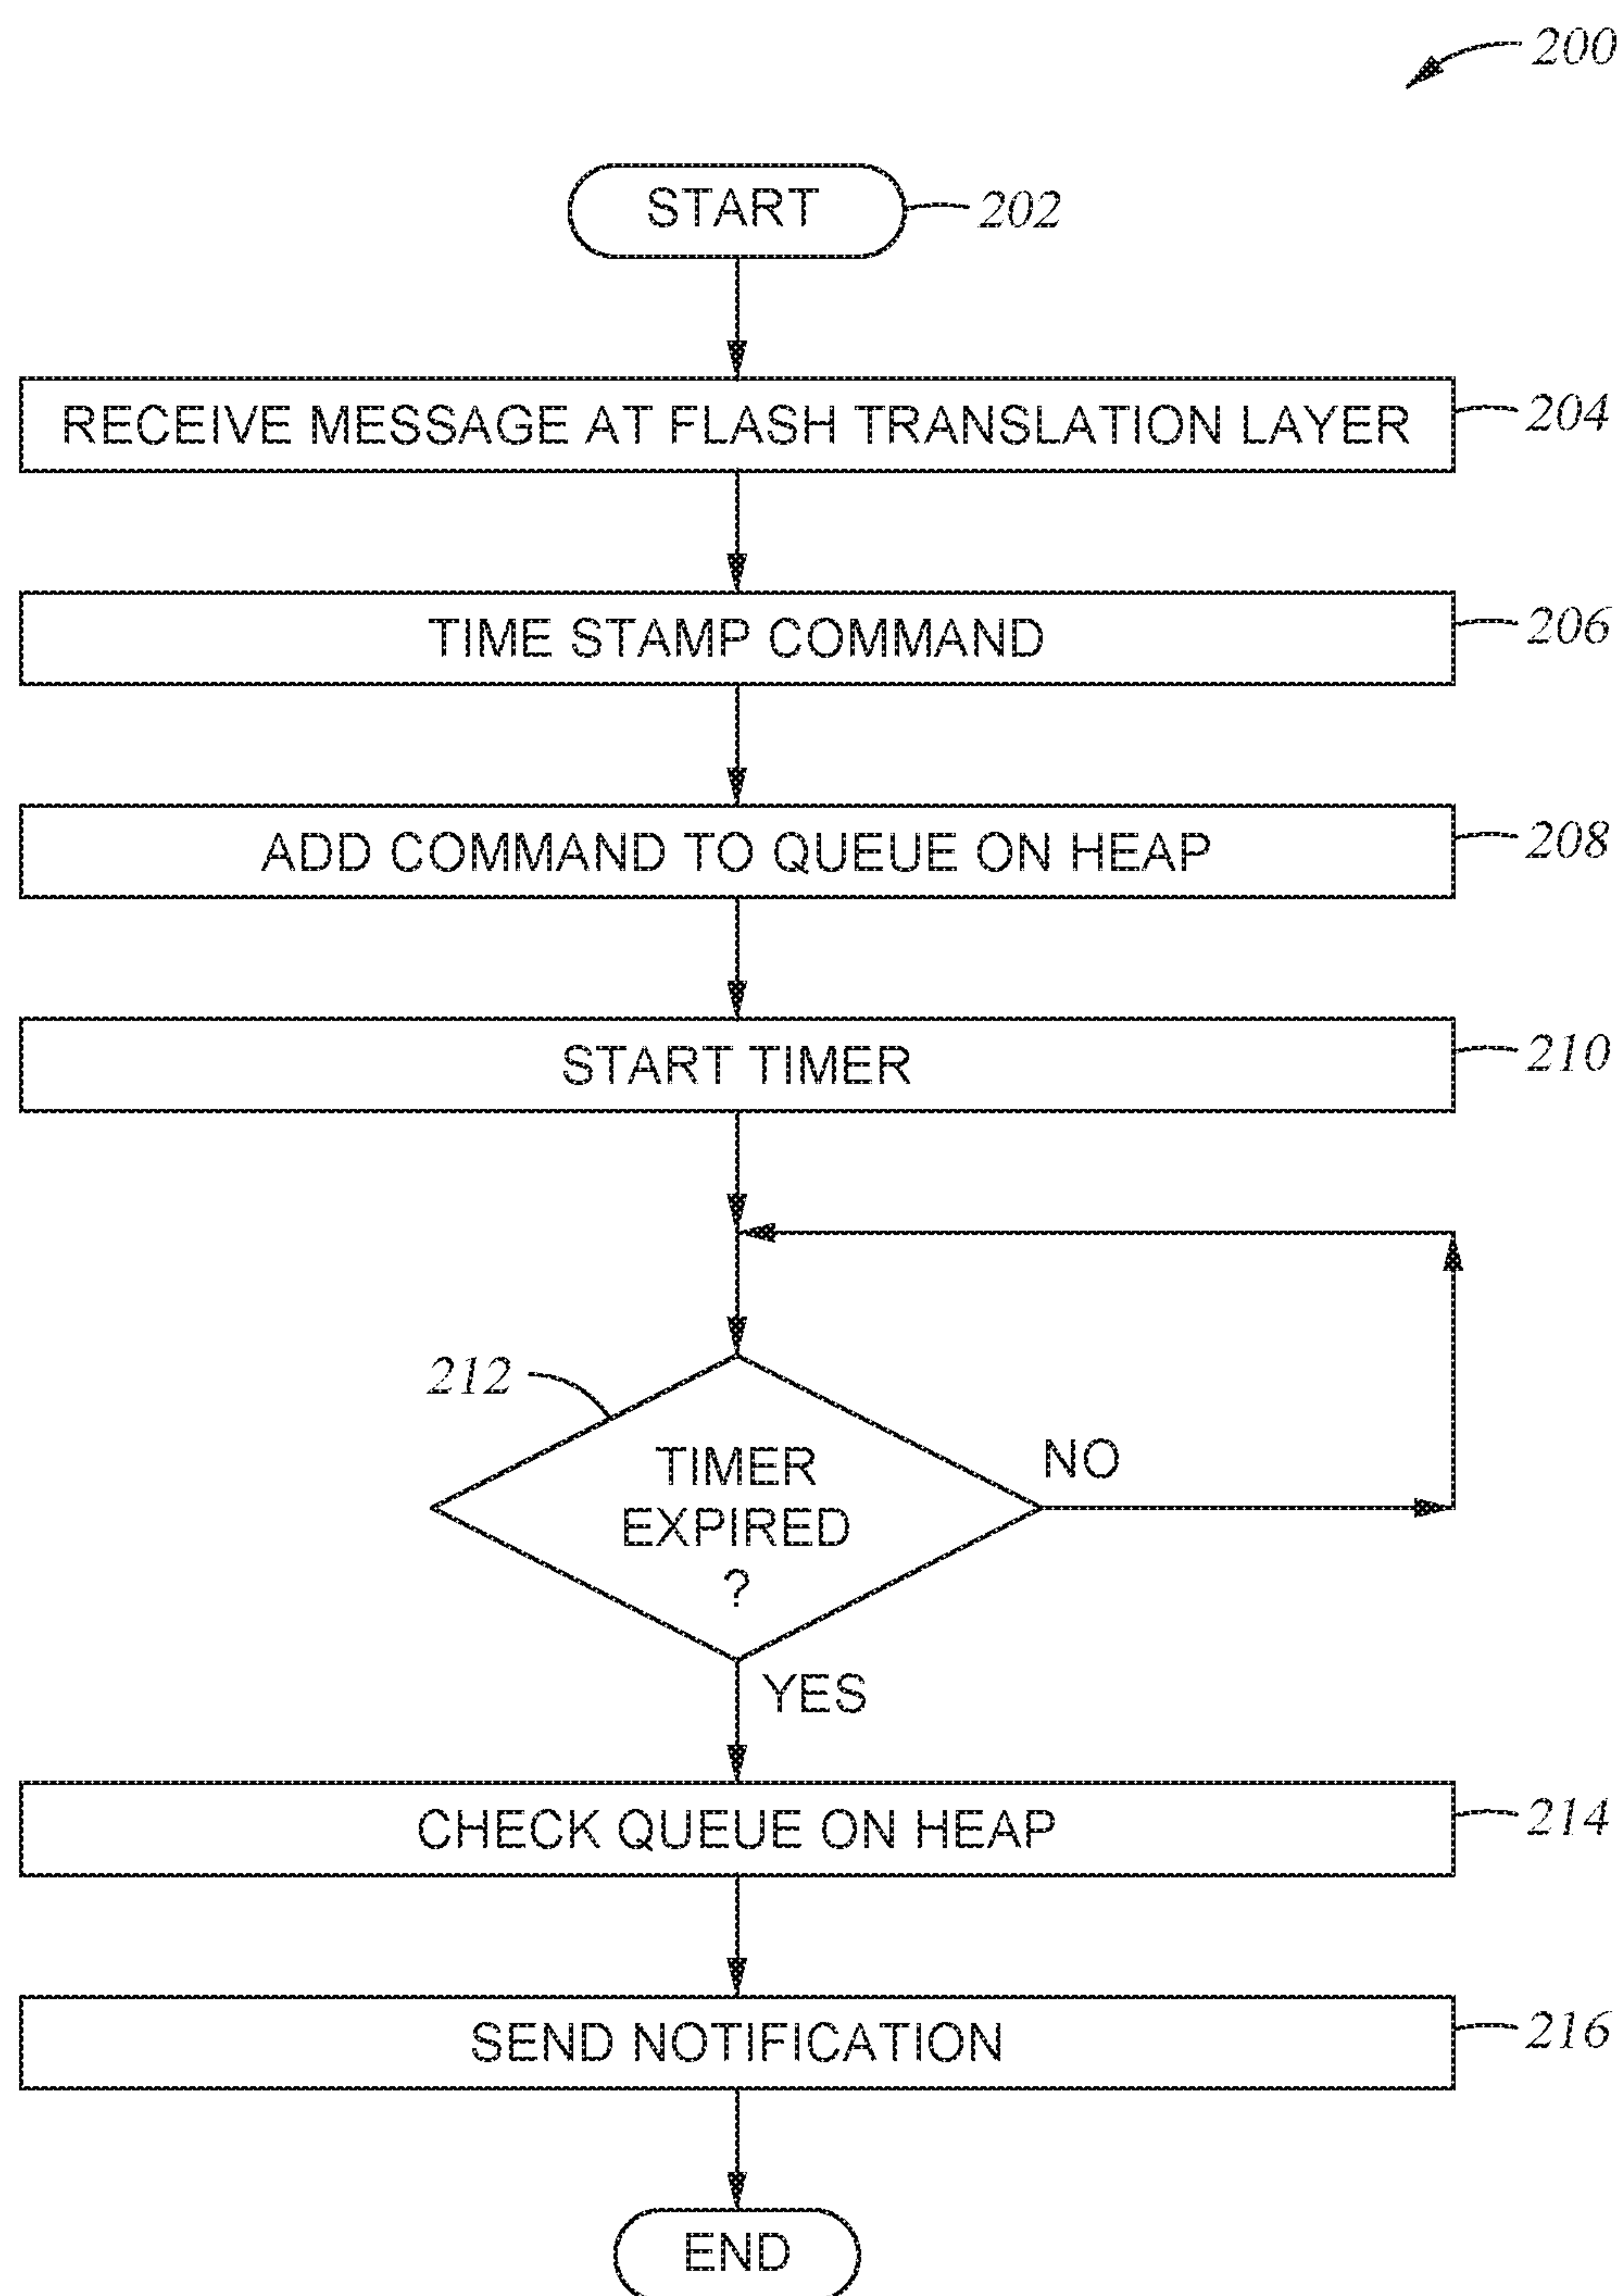 200
START 202
RECEIVE MESSAGE AT FLASH TRANSLATION LAYER 204
TIME STAMP COMMAND 206
ADD COMMAND TO QUEUE ON HEAP 208
START TIMER 210
212
TIMER
EXPIRED
?
NO
YES
CHECK QUEUE ON HEAP 214
SEND NOTIFICATION 216
END